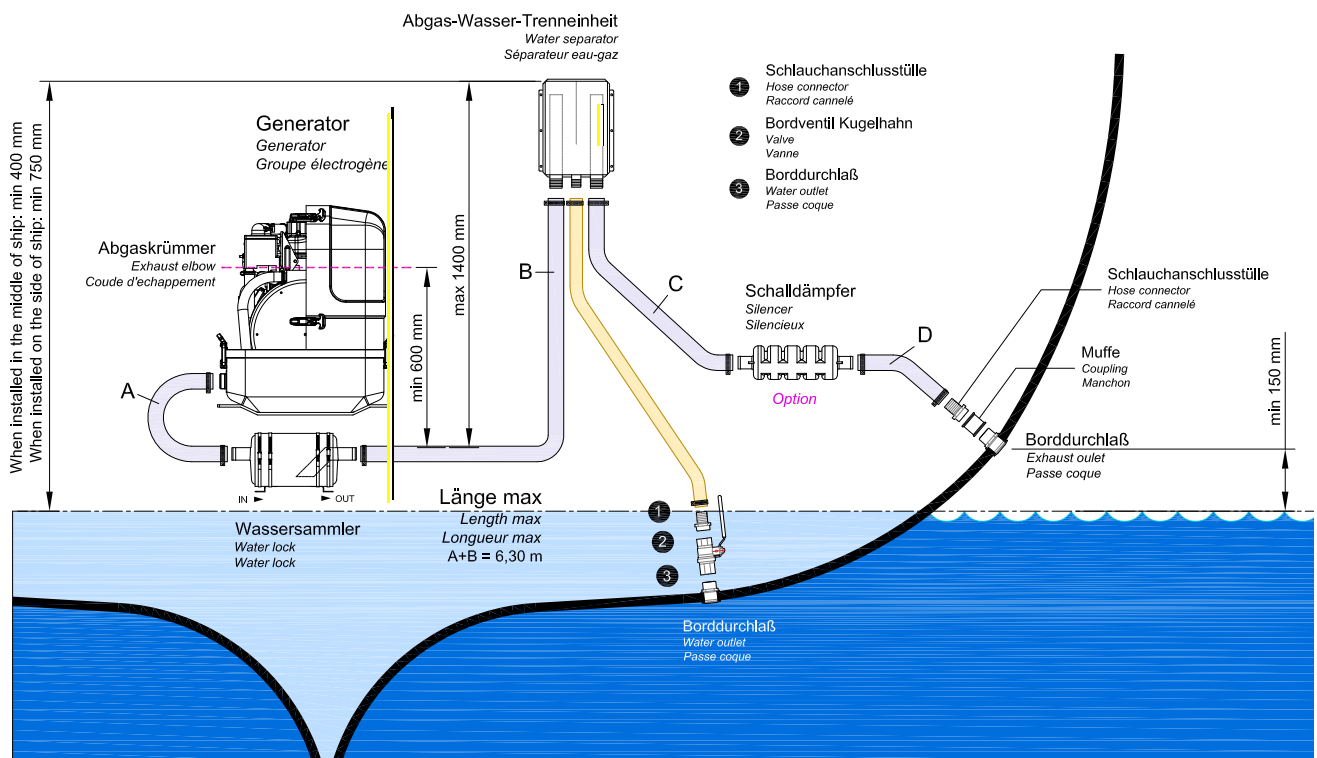 Abgas-Wasser-Trenneinheit
Water separator
Séparateur eau-gaz
1
Schlauchanschlusstülle
Hose connector
Raccord cannelé
2
Bordventil Kugelhahn
Valve
Vanne
3
Borddurchlaß
Water outlet
Passe coque
When installed in the middle of ship: min 400 mm
When installed on the side of ship: min 750 mm
Generator
Generator
Groupe électrogène
Abgaskrümmer
Exhaust elbow
Coude d'echappement
max 1400 mm
min 600 mm
A
B
C
D
Schalldämpfer
Silencer
Silencieux
Option
Schlauchanschlusstülle
Hose connector
Raccord cannelé
Muffe
Coupling
Manchon
min 150 mm
Borddurchlaß
Exhaust oulet
Passe coque
IN
OUT
Wassersammler
Water lock
Water lock
Länge max
Length max
Longueur max
A+B = 6,30 m
1
2
3
Borddurchlaß
Water outlet
Passe coque